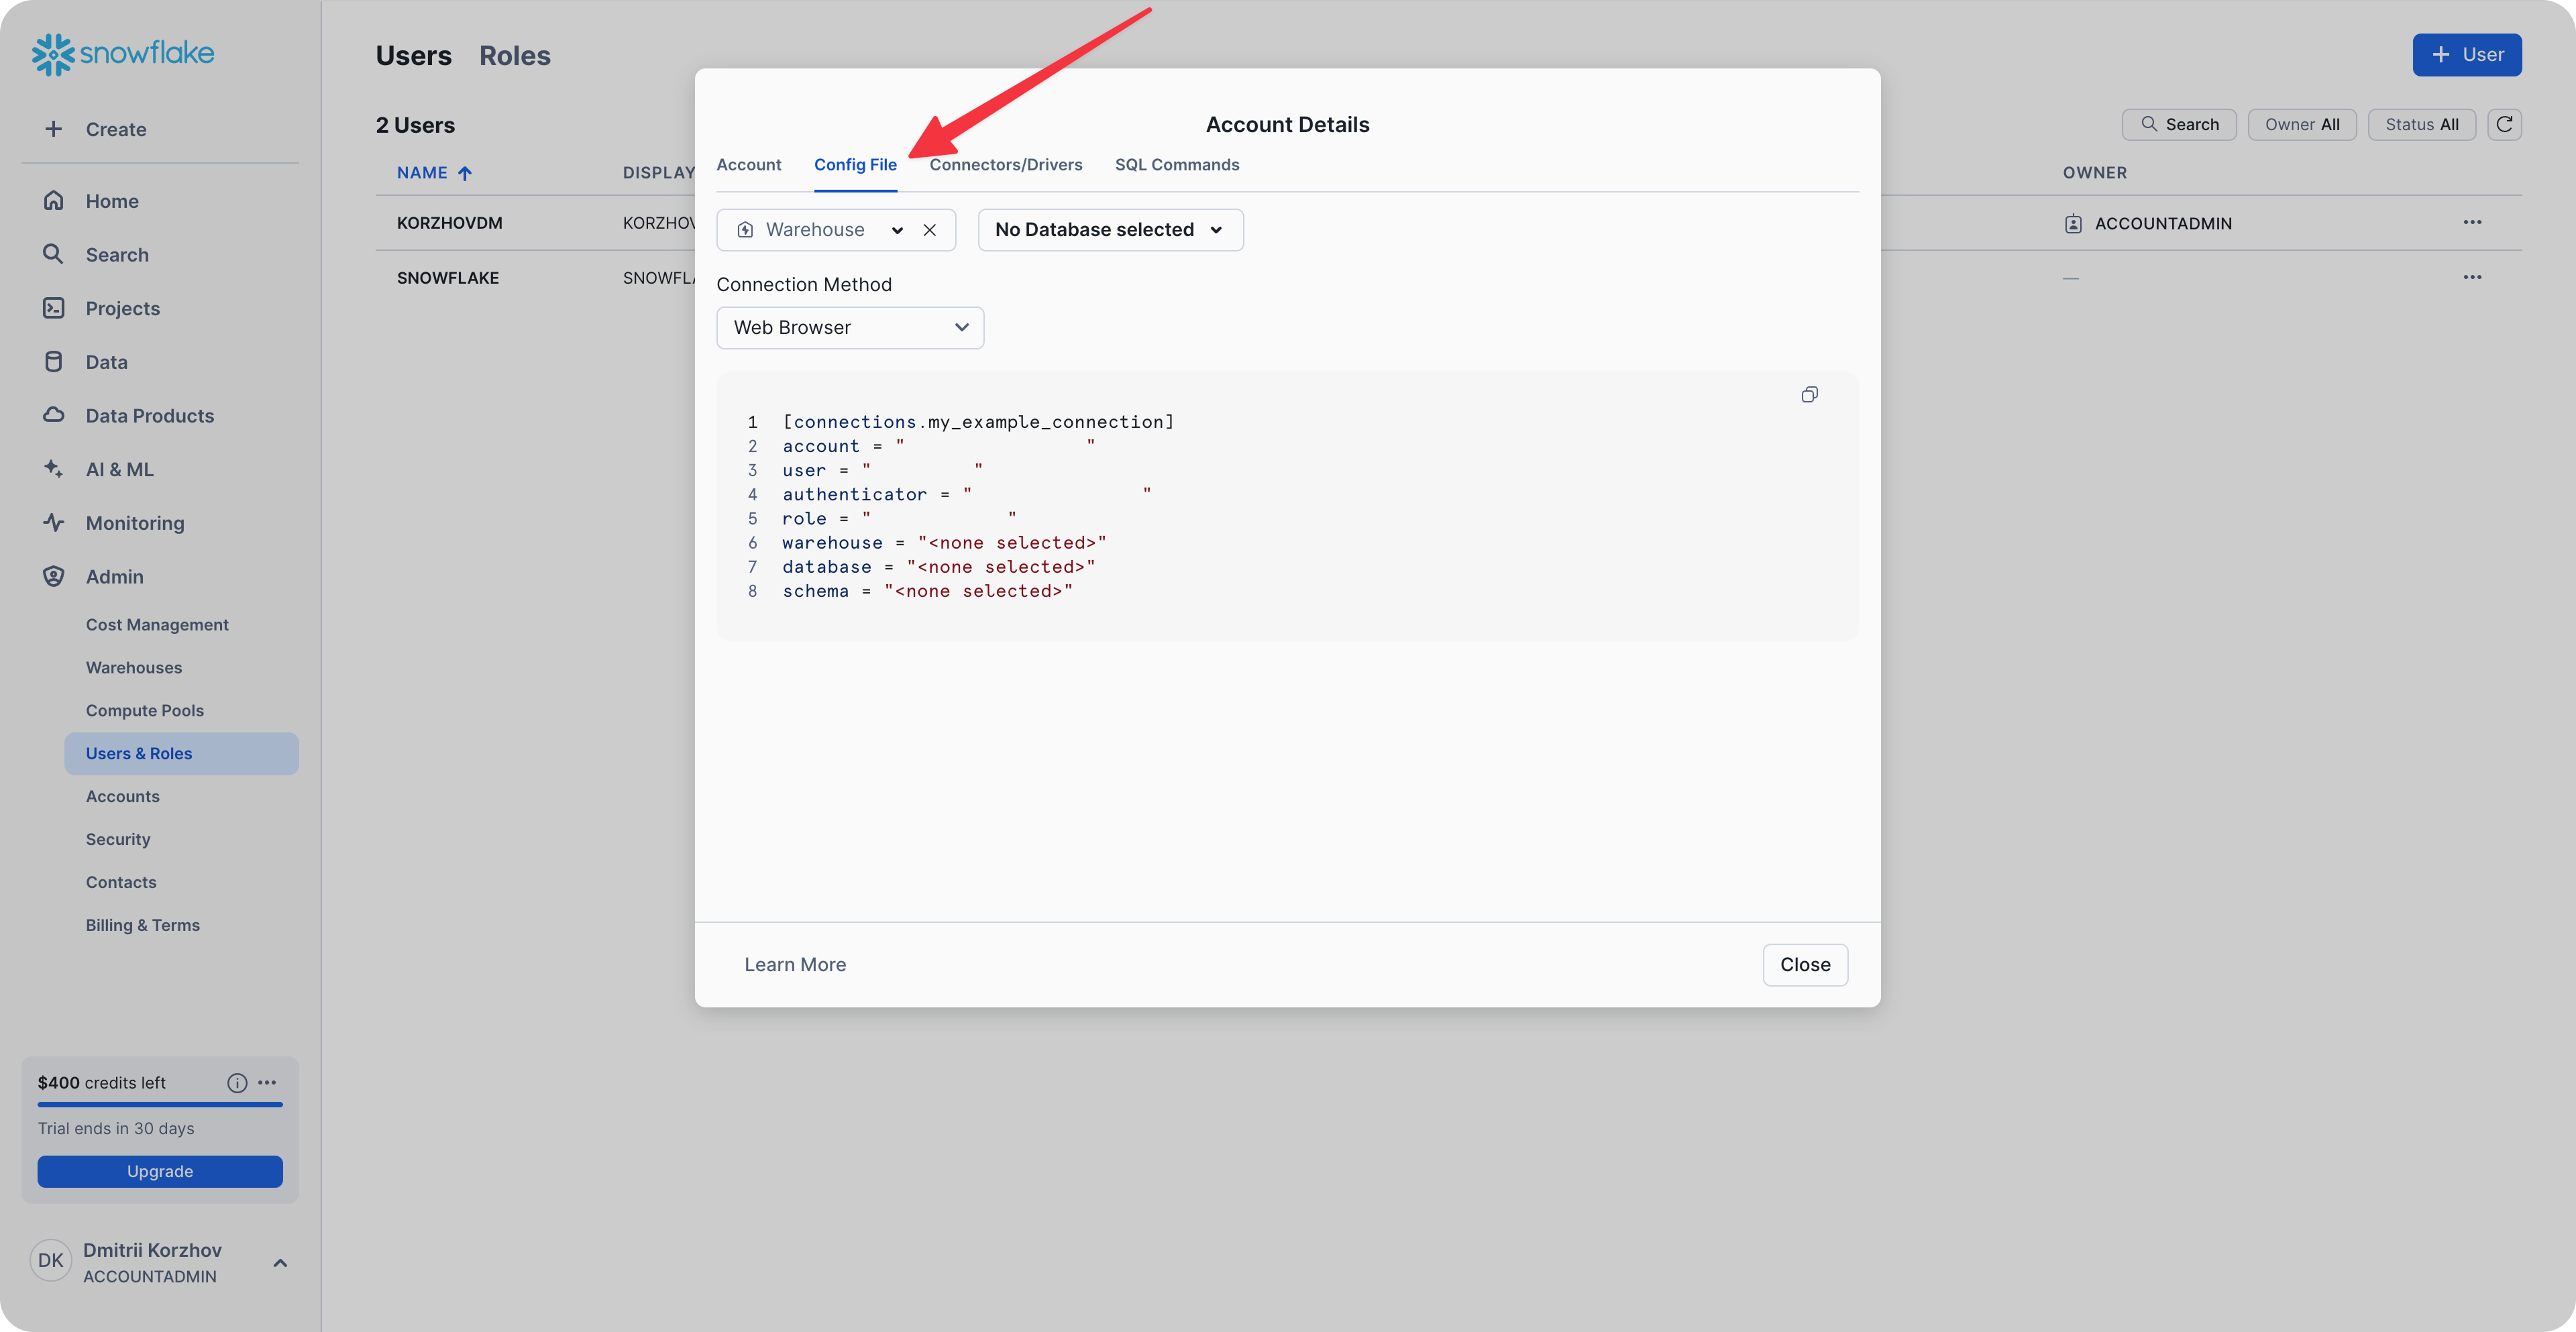 snowflake
Create
Home
Search
Projects
Data
Data Products
AI & ML
Monitoring
Admin
Cost Management
Warehouses
Compute Pools
Users & Roles
Accounts
Security
Contacts
Billing & Terms
$400 credits left
Trial ends in 30 days
Upgrade
DK
Dmitrii Korzhov
ACCOUNTADMIN
Users Roles
+ User
2 Users
Search
Owner All
Status All
NAME DISPLAY OWNER
KORZHOVDM KORZHOV ACCOUNTADMIN
SNOWFLAKE SNOWFLA —
Account Details
Account Config File Connectors/Drivers SQL Commands
Warehouse
No Database selected
Connection Method
Web Browser
1 [connections.my_example_connection]
2 account = " "
3 user = " "
4 authenticator = " "
5 role = " "
6 warehouse = "<none selected>"
7 database = "<none selected>"
8 schema = "<none selected>"
Learn More
Close